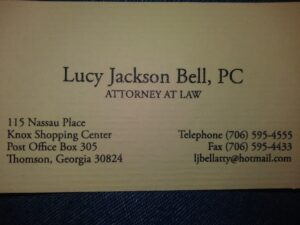 Lucy Jackson Bell, PC
ATTORNEY AT LAW
115 Nassau Place
Knox Shopping Center
Post Office Box 305
Thomson, Georgia 30824
Telephone (706) 595-4555
Fax (706) 595-4433
ljbellatty@hotmail.com